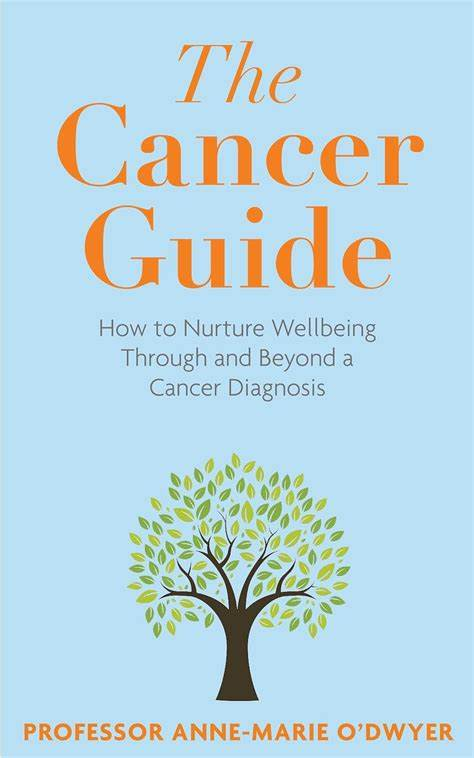 The
Cancer
Guide
How to Nurture Wellbeing
Through and Beyond a
Cancer Diagnosis
PROFESSOR ANNE-MARIE O'DWYER